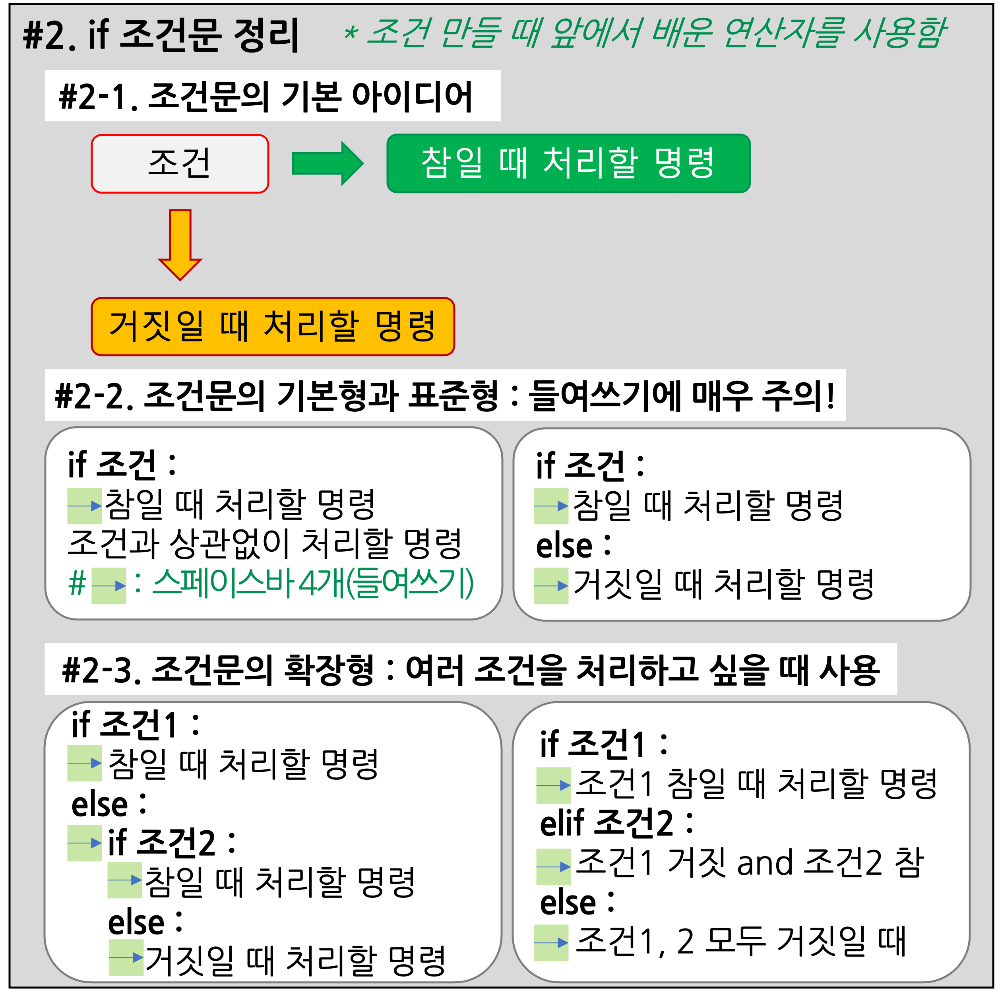 #2. if 조건문 정리
* 조건 만들 때 위에서 배운 연산자를 사용함
#2-1. 조건문의 기본 아이디어
조건
참일 때 처리할 명령
거짓일 때 처리할 명령
#2-2. 조건문의 기본형과 표준형 : 들여쓰기에 매우 주의!
if 조건 :
참일 때 처리할 명령
조건과 상관없이 처리할 명령
# : 스페이스바 4개(들여쓰기)
if 조건 :
참일 때 처리할 명령
else :
거짓일 때 처리할 명령
#2-3. 조건문의 확장형 : 여러 조건을 처리하고 싶을 때 사용
if 조건1 :
참일 때 처리할 명령
else :
if 조건2 :
참일 때 처리할 명령
else :
거짓일 때 처리할 명령
if 조건1 :
조건1 참일 때 처리할 명령
elif 조건2 :
조건1 거짓 and 조건2 참
else :
조건1, 2 모두 거짓일 때